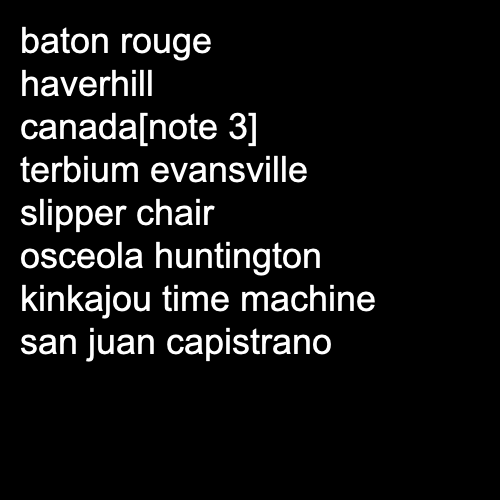 baton rouge
haverhill
canada[note 3]
terbium evansville
slipper chair
osceola huntington
kinkajou time machine
san juan capistrano